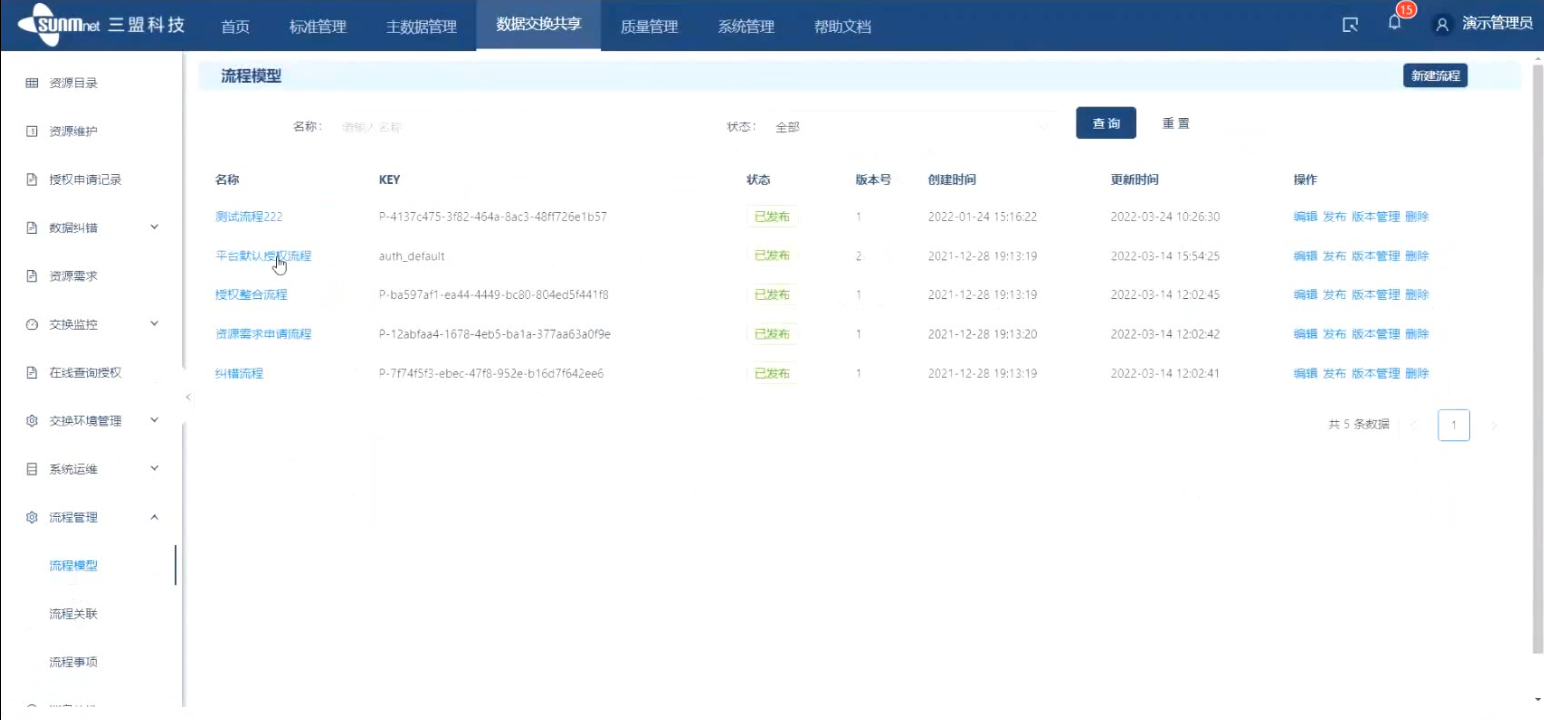 sunmnet 三盟科技 首页 标准管理 主数据管理 数据交换共享 质量管理 系统管理 帮助文档 15 演示管理员
资源目录
资源维护
授权申请记录
数据纠错
资源需求
交换监控
在线查询授权
交换环境管理
系统运维
流程管理
流程模型
流程关联
流程事项
流程模型 新建流程
名称： 请输入名称 状态： 全部 查询 重置
名称 KEY 状态 版本号 创建时间 更新时间 操作
测试流程222 P-4137c475-3f82-464a-8ac3-48ff726e1b57 已发布 1 2022-01-24 15:16:22 2022-03-24 10:26:30 编辑 发布 版本管理 删除
平台默认授权流程 auth_default 已发布 2 2021-12-28 19:13:19 2022-03-14 15:54:25 编辑 发布 版本管理 删除
授权整合流程 P-ba597af1-ea44-4449-bc80-804ed5f441f8 已发布 1 2021-12-28 19:13:19 2022-03-14 12:02:45 编辑 发布 版本管理 删除
资源需求申请流程 P-12abfaa4-1678-4eb5-ba1a-377aa63a0f9e 已发布 1 2021-12-28 19:13:20 2022-03-14 12:02:42 编辑 发布 版本管理 删除
纠错流程 P-7f74f5f3-ebec-47f8-952e-b16d7f642ee6 已发布 1 2021-12-28 19:13:19 2022-03-14 12:02:41 编辑 发布 版本管理 删除
共 5 条数据 1